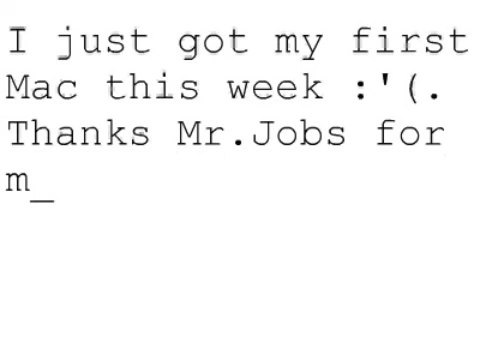 I just got my first
Mac this week :'(.
Thanks Mr.Jobs for
m_